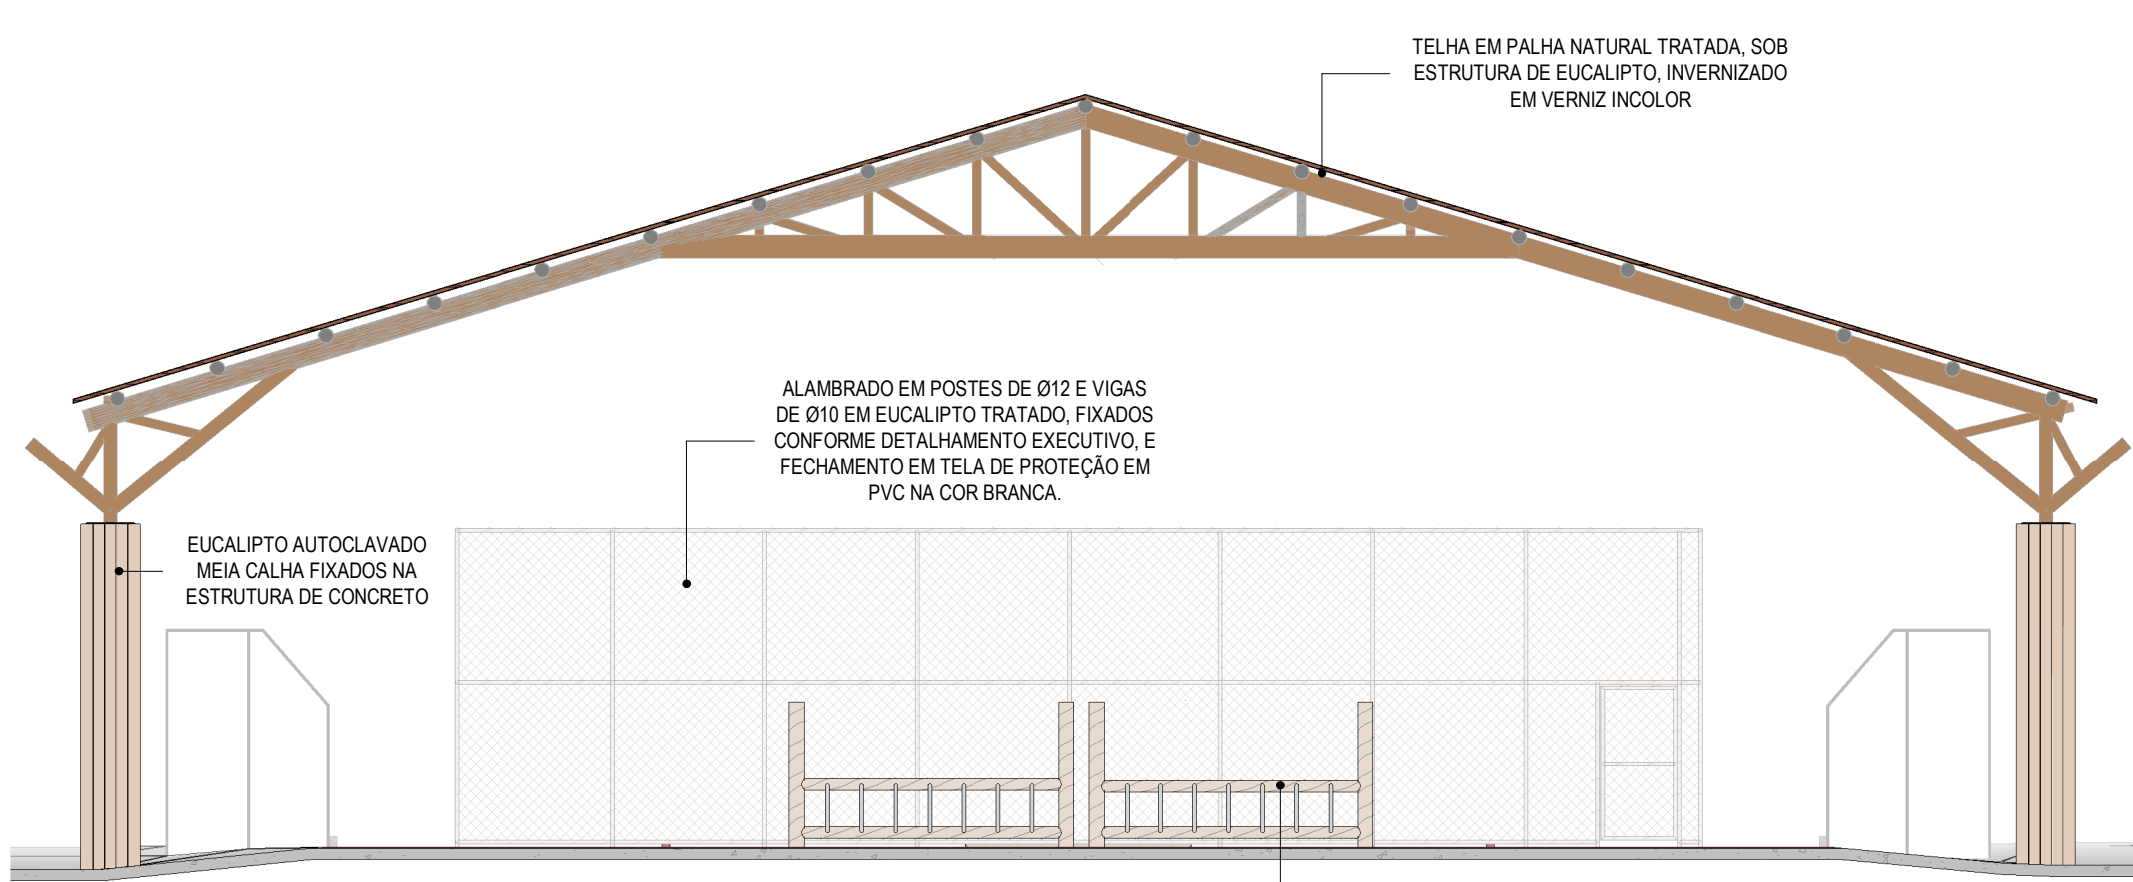 TELHA EM PALHA NATURAL TRATADA, SOB
ESTRUTURA DE EUCALIPTO, INVERNIZADO
EM VERNIZ INCOLOR
ALAMBRADO EM POSTES DE Ø12 E VIGAS
DE Ø10 EM EUCALIPTO TRATADO, FIXADOS
CONFORME DETALHAMENTO EXECUTIVO, E
FECHAMENTO EM TELA DE PROTEÇÃO EM
PVC NA COR BRANCA.
EUCALIPTO AUTOCLAVADO
MEIA CALHA FIXADOS NA
ESTRUTURA DE CONCRETO